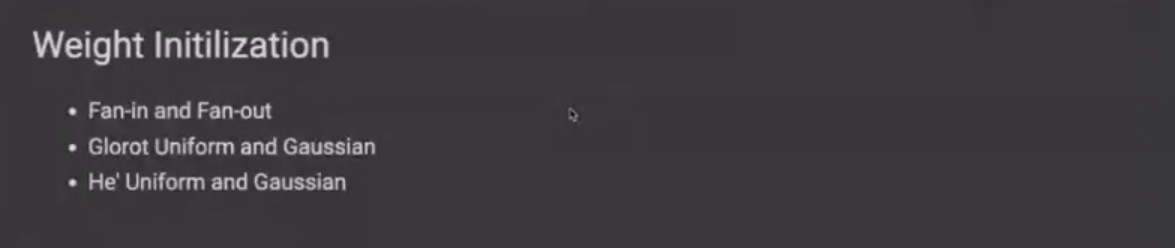 Weight Initilization
• Fan-in and Fan-out
• Glorot Uniform and Gaussian
• He' Uniform and Gaussian